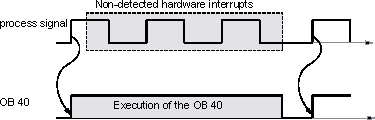 Non-detected hardware interrupts
process signal
OB 40
Execution of the OB 40